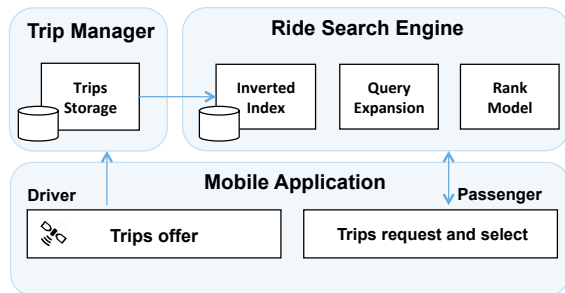 Trip Manager
Ride Search Engine
Trips
Storage
Inverted
Index
Query
Expansion
Rank
Model
Mobile Application
Driver
Passenger
Trips offer
Trips request and select